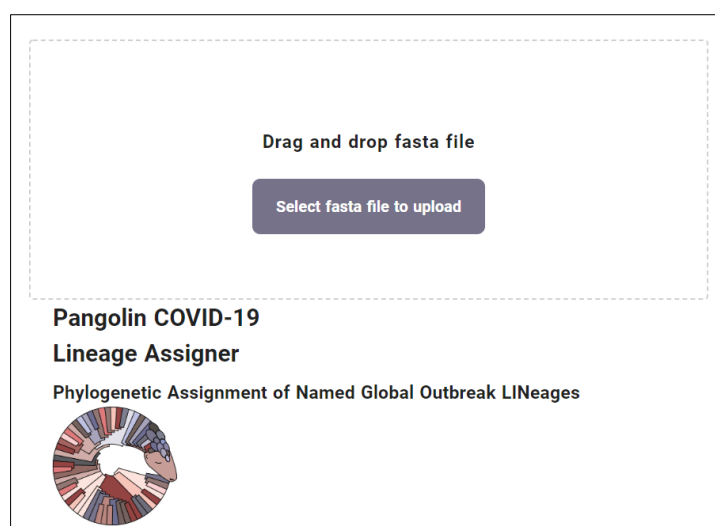 Drag and drop fasta file
Select fasta file to upload
Pangolin COVID-19
Lineage Assigner
Phylogenetic Assignment of Named Global Outbreak LINeages